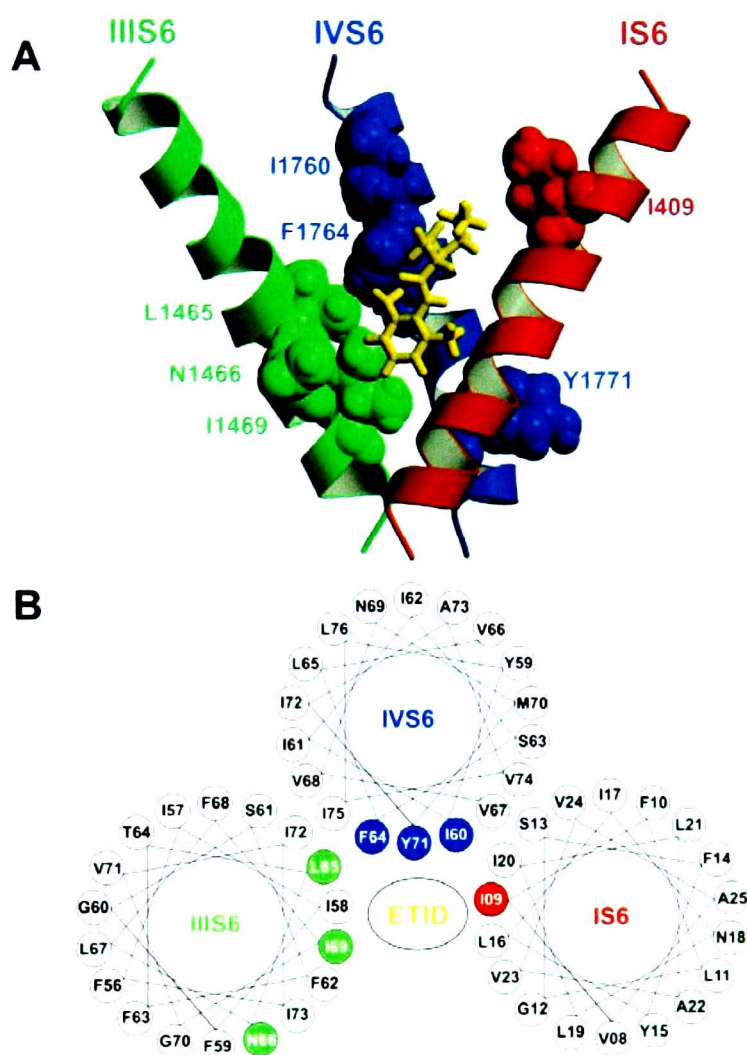 A
IIIS6 IVS6 IS6
I1760
I409
F1764
L1465
N1466
Y1771
I1469
B
N69 I62 A73
L76 V66
L65 Y59
I72 M70
IVS6
I61 S63
V68 V74
I75 V67
F64 Y71 I60
I57 F68 S61
T64 I72
V71 L65
G60 I58
IIIS6
L67 I69
F56 F62
F63 I73
G70 F59 N66
ETID
V24 I17 F10
S13 L21
I20 F14
I09 A25
IS6
L16 N18
V23 L11
G12 A22
L19 V08 Y15